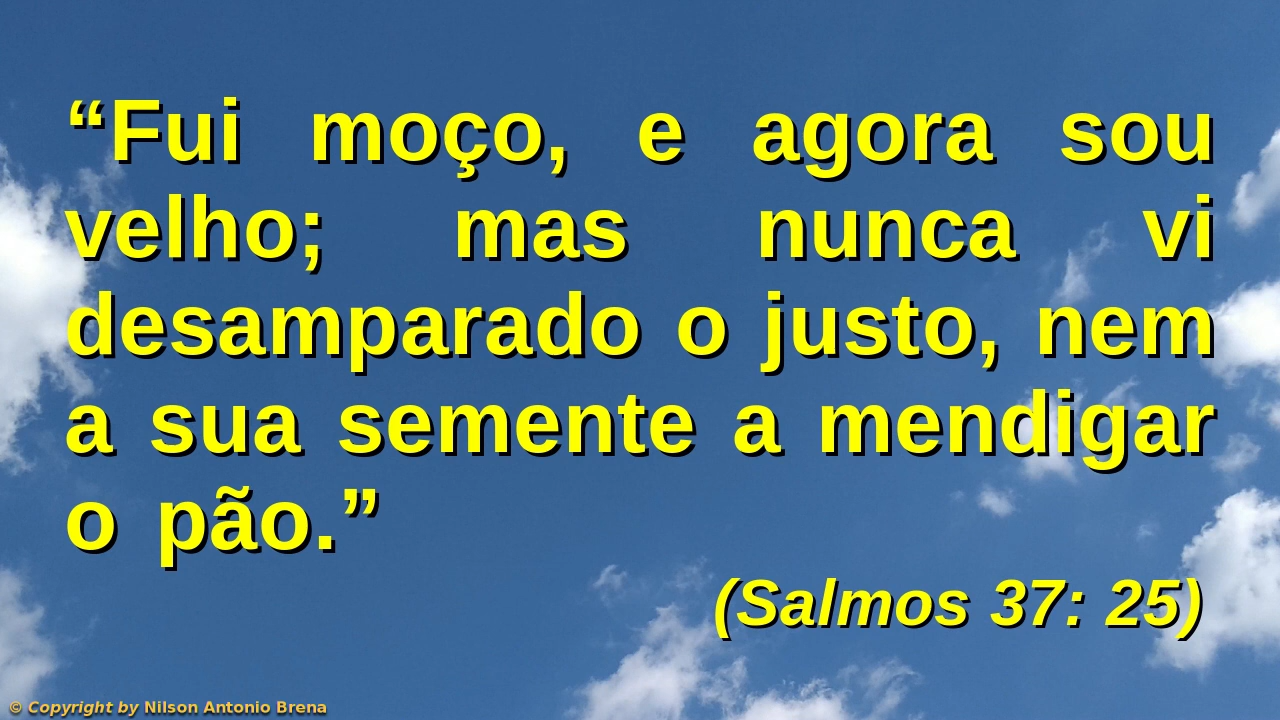 “Fui moço, e agora sou
velho; mas nunca vi
desamparado o justo, nem
a sua semente a mendigar
o pão.”
(Salmos 37: 25)
© Copyright by Nilson Antonio Brena